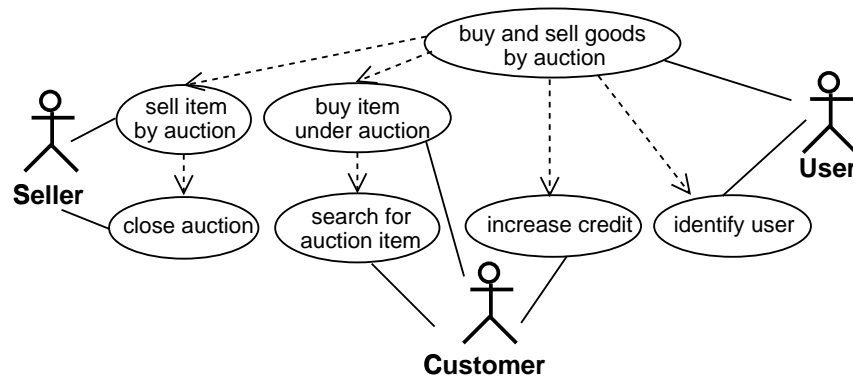 buy and sell goods
by auction
sell item
by auction
buy item
under auction
Seller
User
close auction
search for
auction item
increase credit
identify user
Customer